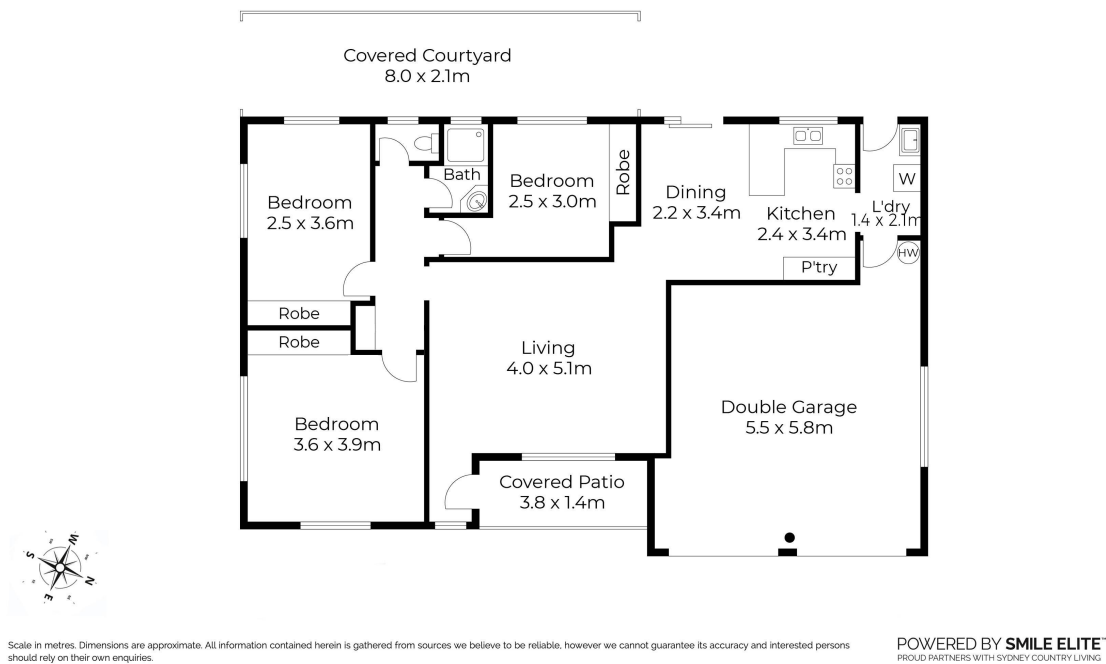 Covered Courtyard
8.0 x 2.1m
Bedroom
2.5 x 3.6m
Bath
Bedroom
2.5 x 3.0m
Robe
Dining
2.2 x 3.4m
Kitchen
2.4 x 3.4m
W
L'dry
1.4 x 2.1m
HW
P'try
Robe
Robe
Living
4.0 x 5.1m
Bedroom
3.6 x 3.9m
Double Garage
5.5 x 5.8m
Covered Patio
3.8 x 1.4m
W
S
N
E
Scale in metres. Dimensions are approximate. All information contained herein is gathered from sources we believe to be reliable, however we cannot guarantee its accuracy and interested persons
should rely on their own enquiries.
POWERED BY SMILE ELITE™
PROUD PARTNERS WITH SYDNEY COUNTRY LIVING